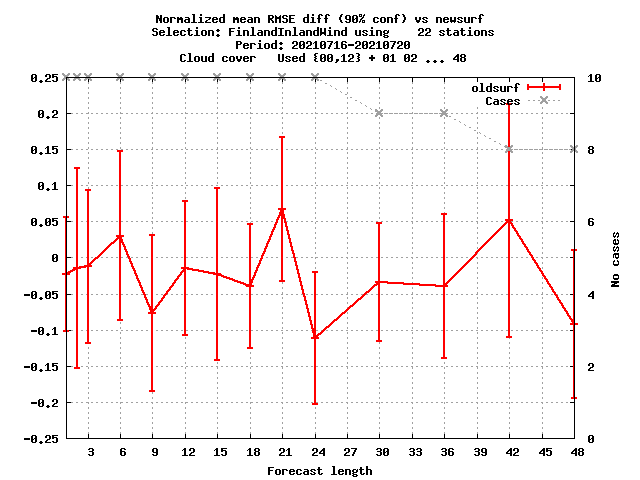 Normalized mean RMSE diff (90% conf) vs newsurf
Selection: FinlandInlandWind using    22 stations
Period: 20210716-20210720
Cloud cover   Used {00,12} + 01 02 ... 48
oldsurf
Cases
0.25
0.2
0.15
0.1
0.05
0
-0.05
-0.1
-0.15
-0.2
-0.25
10
8
6
4
2
0
No cases
3 6 9 12 15 18 21 24 27 30 33 36 39 42 45 48
Forecast length